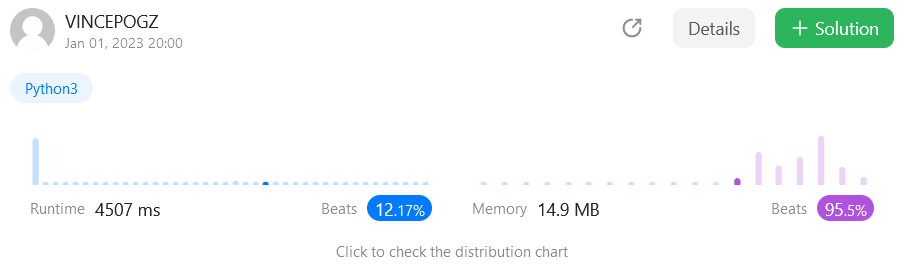 VINCEPOGZ
Jan 01, 2023 20:00
Details
+ Solution
Python3
Runtime 4507 ms Beats 12.17% Memory 14.9 MB Beats 95.5%
Click to check the distribution chart